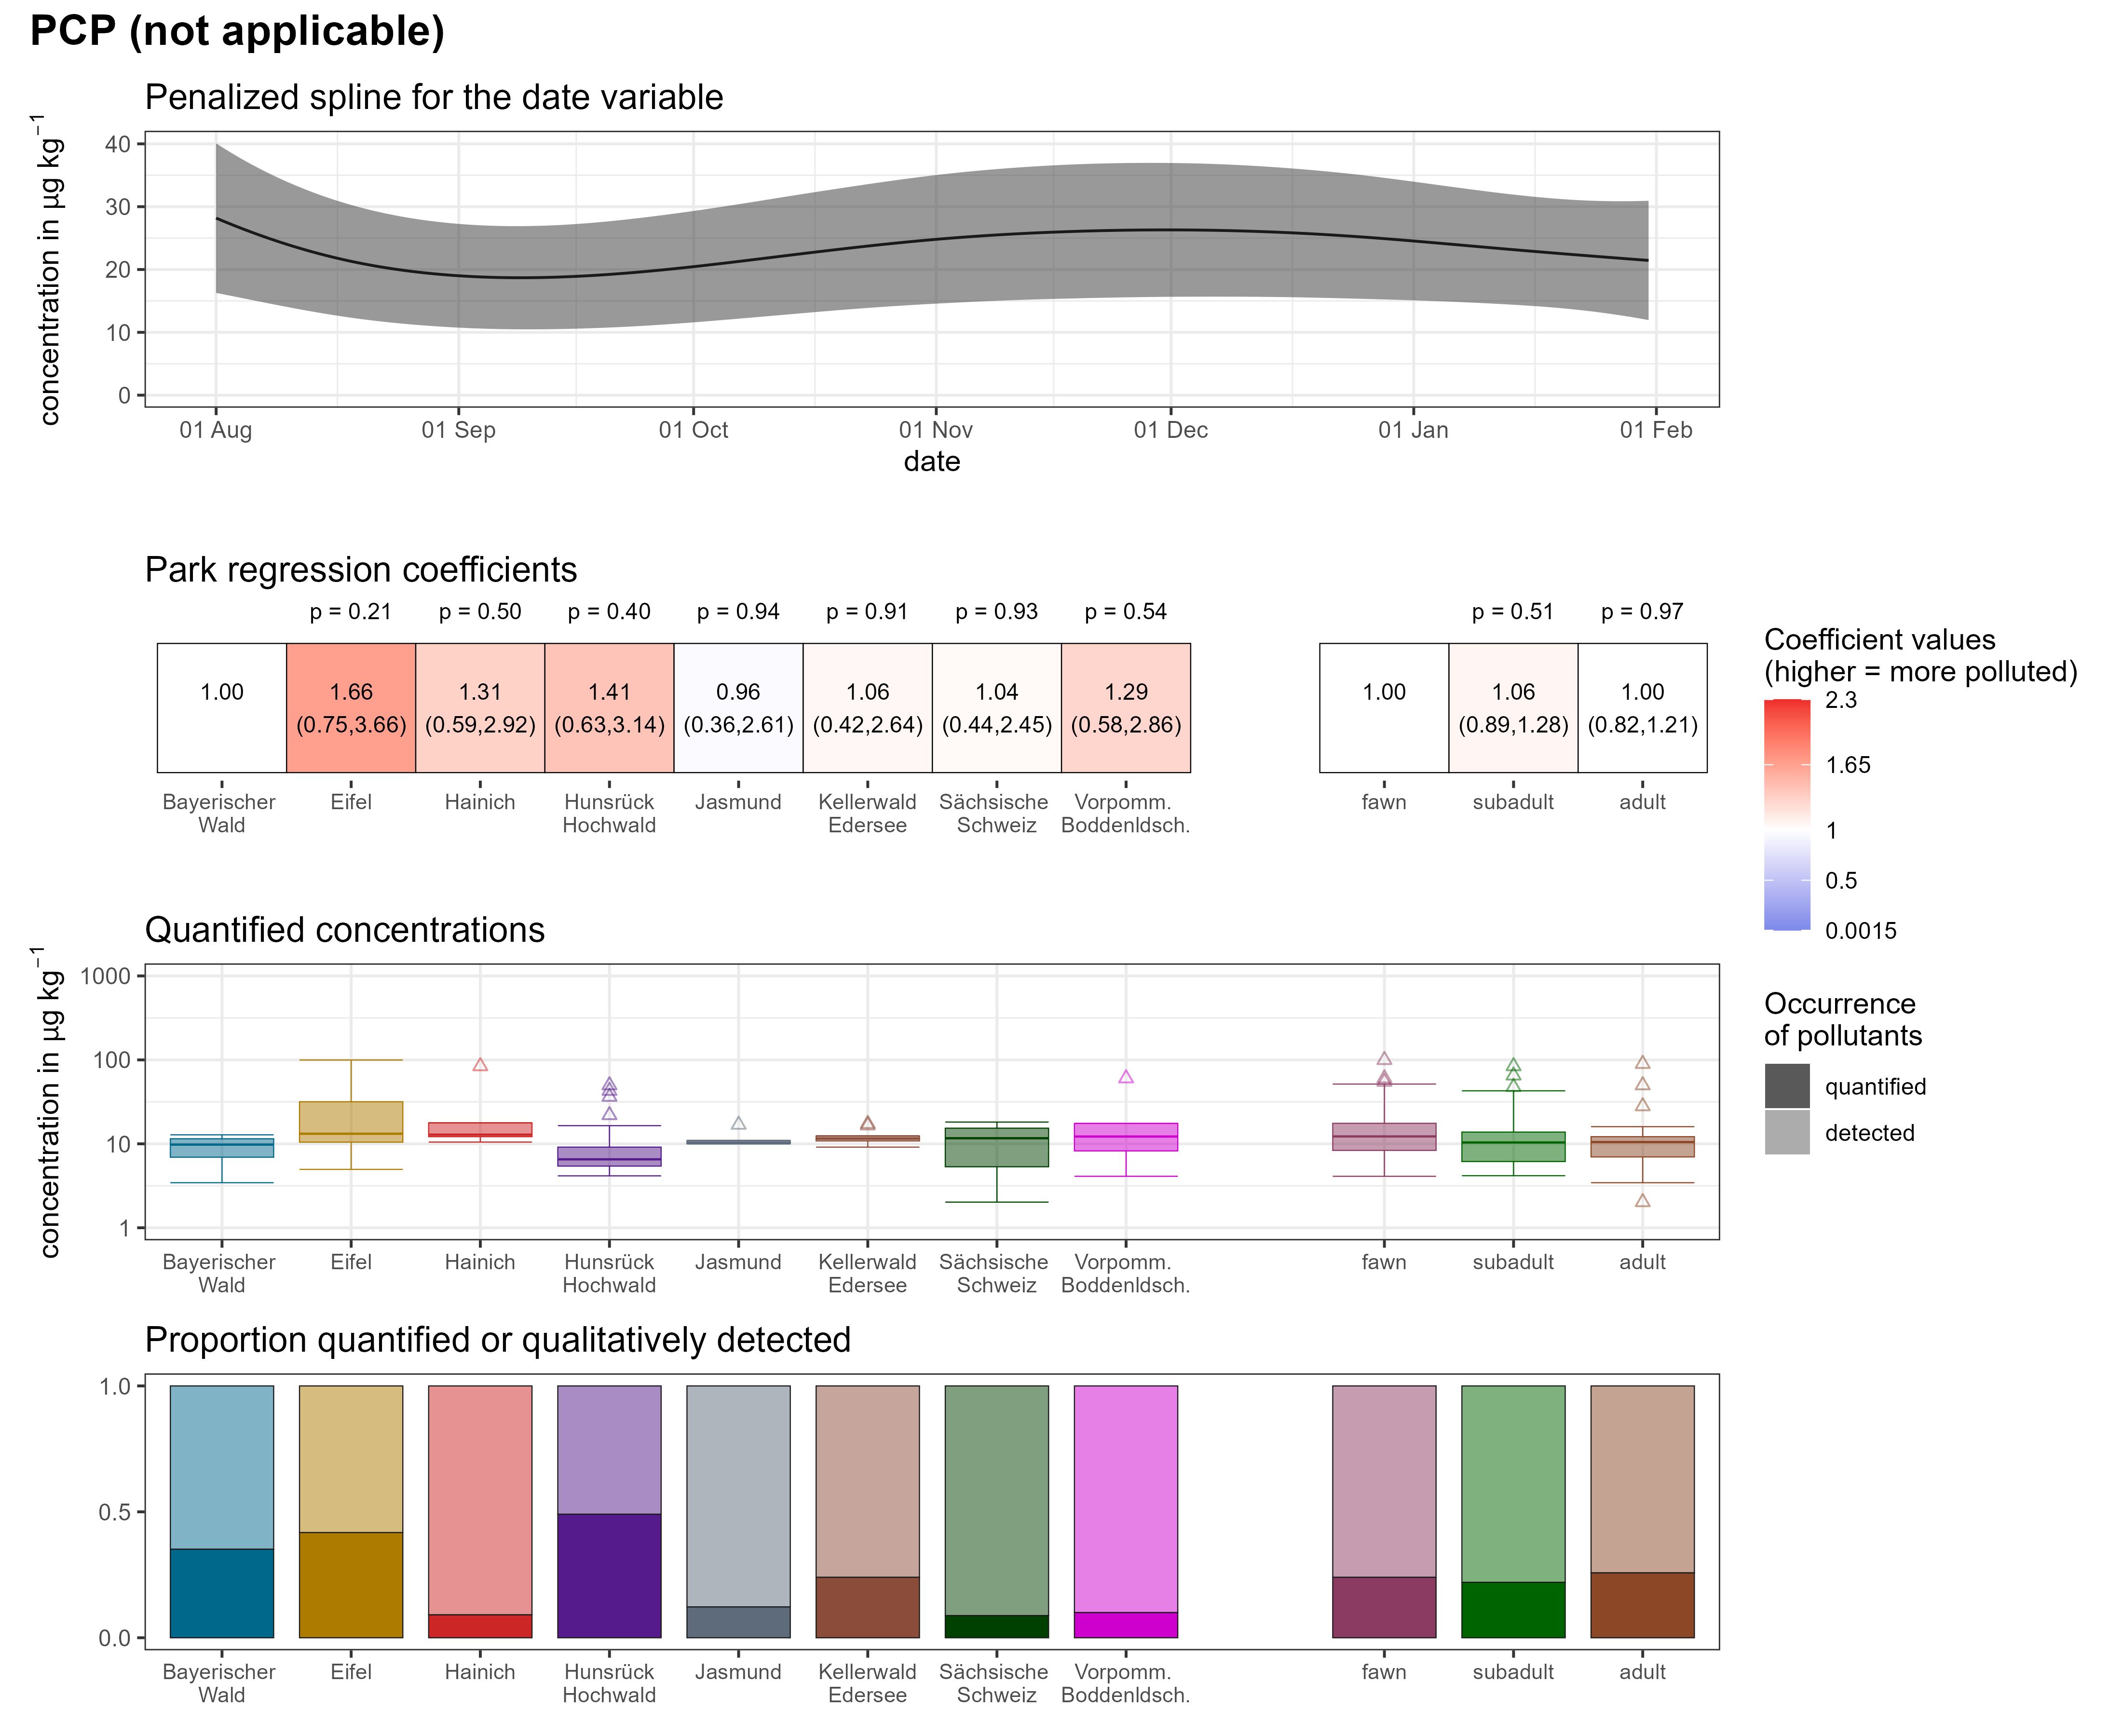 PCP (not applicable)
Penalized spline for the date variable
concentration in µg kg⁻¹
40
30
20
10
0
01 Aug 01 Sep 01 Oct 01 Nov 01 Dec 01 Jan 01 Feb
date
Park regression coefficients
p = 0.21 p = 0.50 p = 0.40 p = 0.94 p = 0.91 p = 0.93 p = 0.54 p = 0.51 p = 0.97
1.00 1.66 1.31 1.41 0.96 1.06 1.04 1.29 1.00 1.06 1.00
(0.75,3.66) (0.59,2.92) (0.63,3.14) (0.36,2.61) (0.42,2.64) (0.44,2.45) (0.58,2.86) (0.89,1.28) (0.82,1.21)
Bayerischer Eifel Hainich Hunsrück Jasmund Kellerwald Sächsische Vorpomm. fawn subadult adult
Wald Hochwald Edersee Schweiz Boddenldsch.
Coefficient values
(higher = more polluted)
2.3
1.65
1
0.5
0.0015
Quantified concentrations
concentration in µg kg⁻¹
1000
100
10
1
Bayerischer Eifel Hainich Hunsrück Jasmund Kellerwald Sächsische Vorpomm. fawn subadult adult
Wald Hochwald Edersee Schweiz Boddenldsch.
Occurrence
of pollutants
quantified
detected
Proportion quantified or qualitatively detected
1.0
0.5
0.0
Bayerischer Eifel Hainich Hunsrück Jasmund Kellerwald Sächsische Vorpomm. fawn subadult adult
Wald Hochwald Edersee Schweiz Boddenldsch.